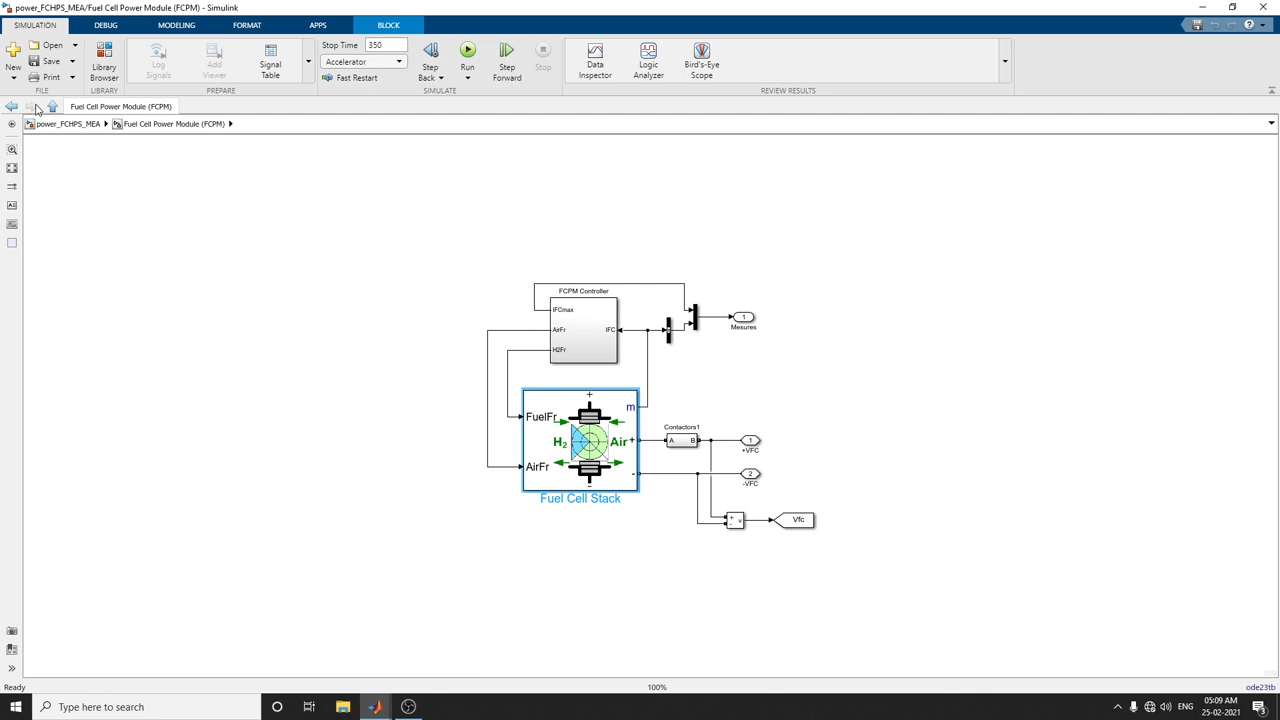 power_FCHPS_MEA/Fuel Cell Power Module (FCPM) - Simulink
SIMULATION DEBUG MODELING FORMAT APPS BLOCK
New
Open
Save
Print
FILE
Library
Browser
LIBRARY
Log
Signals
Add
Viewer
Signal
Table
PREPARE
Stop Time 350
Accelerator
Fast Restart
Step
Back
Run
Step
Forward
Stop
SIMULATE
Data
Inspector
Logic
Analyzer
Bird's-Eye
Scope
REVIEW RESULTS
Fuel Cell Power Module (FCPM)
power_FCHPS_MEA Fuel Cell Power Module (FCPM)
FCPM Controller
IFCmax
AirFr IFC
H2Fr
1
Mesures
+
m
FuelFr
H2 Air +
AirFr -
-
Fuel Cell Stack
Contactors1
A B
1
+VFC
2
-VFC
+
- v
Vfc
Ready 100% ode23tb
Type here to search
ENG
05:09 AM
25-02-2021
3